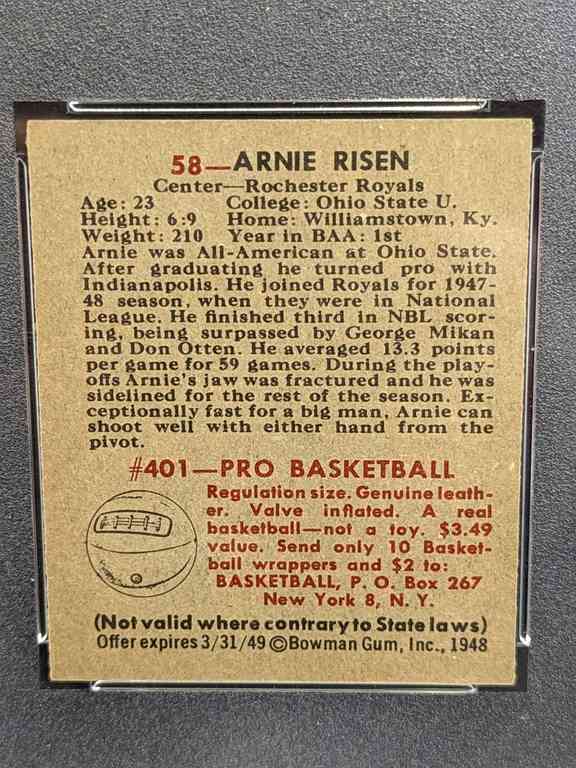 58—ARNIE RISEN
Center—Rochester Royals
Age: 23 College: Ohio State U.
Height: 6:9 Home: Williamstown, Ky.
Weight: 210 Year in BAA: 1st
Arnie was All-American at Ohio State.
After graduating he turned pro with
Indianapolis. He joined Royals for 1947-
48 season, when they were in National
League. He finished third in NBL scor-
ing, being surpassed by George Mikan
and Don Otten. He averaged 13.3 points
per game for 59 games. During the play-
offs Arnie's jaw was fractured and he was
sidelined for the rest of the season. Ex-
ceptionally fast for a big man, Arnie can
shoot well with either hand from the
pivot.
#401—PRO BASKETBALL
Regulation size. Genuine leath-
er. Valve inflated. A real
basketball—not a toy. $3.49
value. Send only 10 Basket-
ball wrappers and $2 to:
BASKETBALL, P. O. Box 267
New York 8, N. Y.
(Not valid where contrary to State laws)
Offer expires 3/31/49 ©Bowman Gum, Inc., 1948